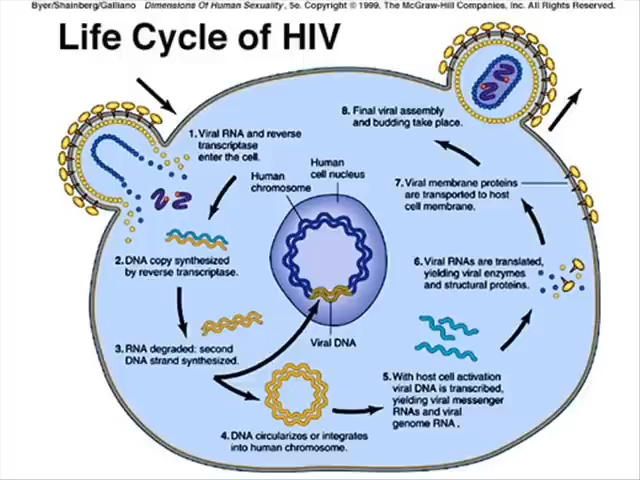 Byer/Shainberg/Galliano Dimensions Of Human Sexuality, 5e. Copyright © 1999. The McGraw-Hill Companies, Inc. All Rights Reserved.
Life Cycle of HIV
1. Viral RNA and reverse
transcriptase
enter the cell.
8. Final viral assembly
and budding take place.
Human
cell nucleus
Human
chromosome
7. Viral membrane proteins
are transported to host
cell membrane.
2. DNA copy synthesized
by reverse transcriptase.
6. Viral RNAs are translated,
yielding viral enzymes
and structural proteins.
Viral DNA
3. RNA degraded: second
DNA strand synthesized.
5. With host cell activation
viral DNA is transcribed,
yielding viral messenger
RNAs and viral
genome RNA.
4. DNA circularizes or integrates
into human chromosome.